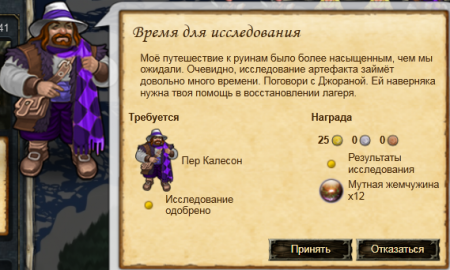 41
Время для исследования
Моё путешествие к руинам было более насыщенным, чем мы
ожидали. Очевидно, исследование артефакта займёт
довольно много времени. Поговори с Джораной. Ей наверняка
нужна твоя помощь в восстановлении лагеря.
Требуется
Награда
25 0 0
Пер Калесон
Результаты
исследования
Мутная жемчужина
x12
Исследование
одобрено
Принять
Отказаться